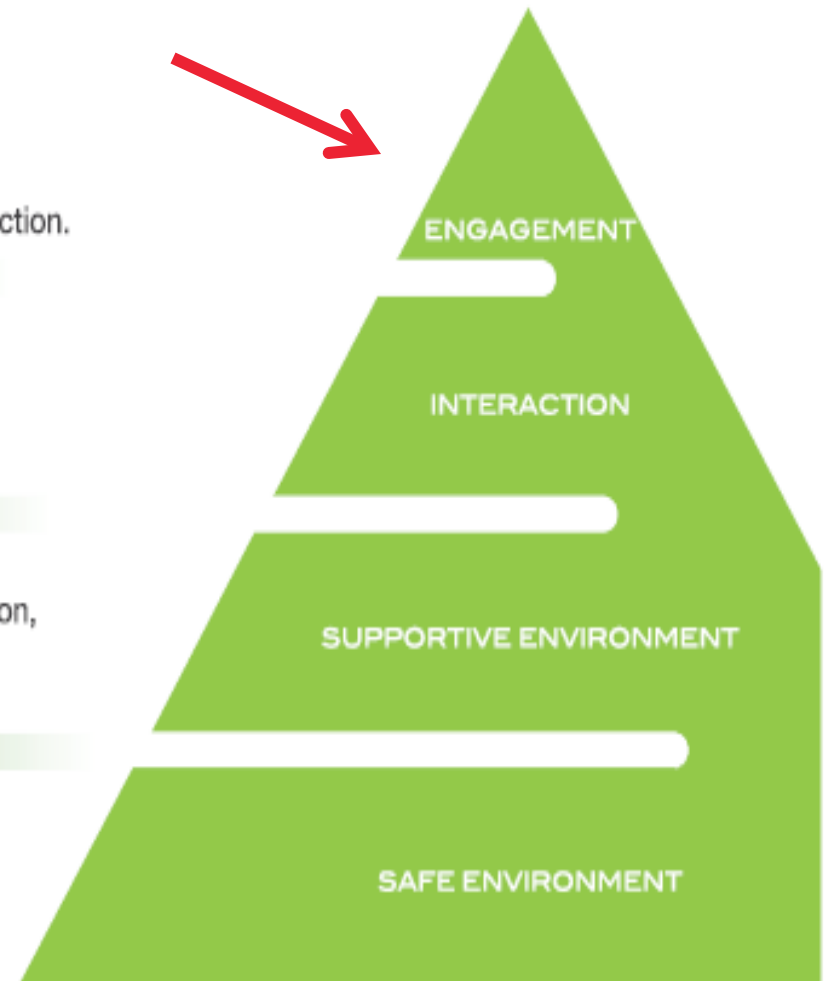 ction.
ENGAGEMENT
INTERACTION
on,
SUPPORTIVE ENVIRONMENT
SAFE ENVIRONMENT